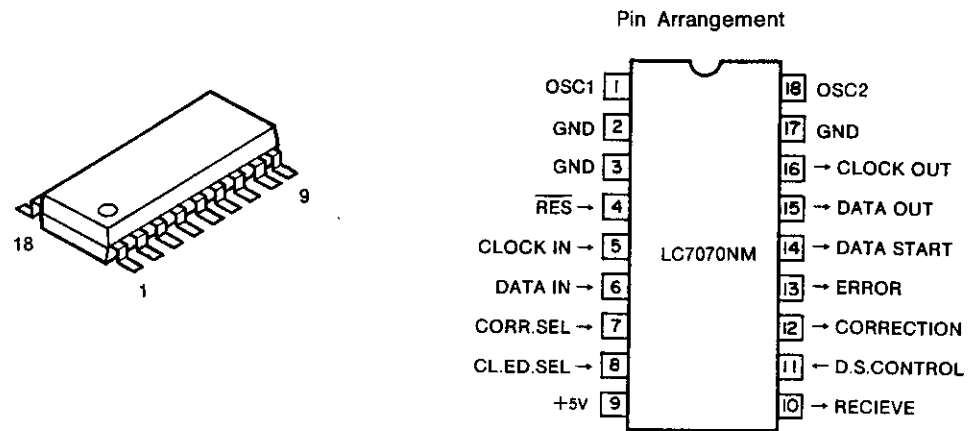 Pin Arrangement
9
18
1
OSC1 1
GND 2
GND 3
R̅E̅S̅ → 4
CLOCK IN → 5
DATA IN → 6
CORR.SEL → 7
CL.ED.SEL → 8
+5V 9
LC7070NM
18 OSC2
17 GND
16 → CLOCK OUT
15 → DATA OUT
14 → DATA START
13 → ERROR
12 → CORRECTION
11 ← D.S.CONTROL
10 → RECIEVE